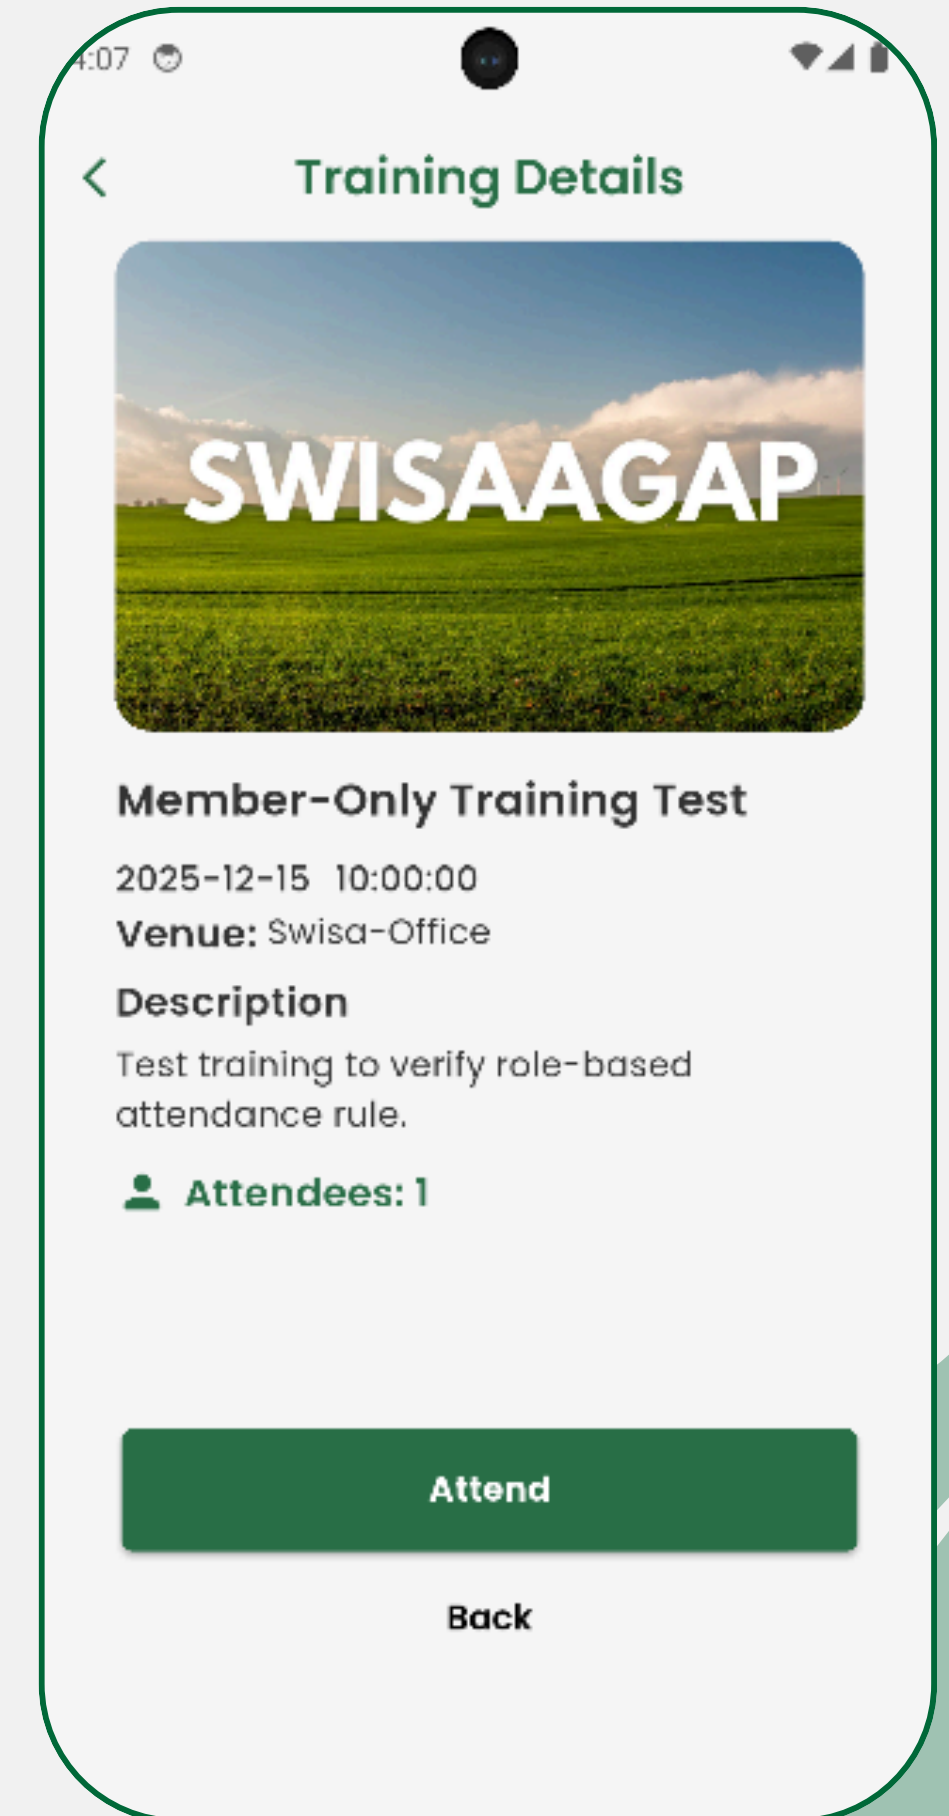 4:07
Training Details
SWISAAGAP
Member-Only Training Test
2025-12-15 10:00:00
Venue: Swisa-Office
Description
Test training to verify role-based
attendance rule.
Attendees: 1
Attend
Back